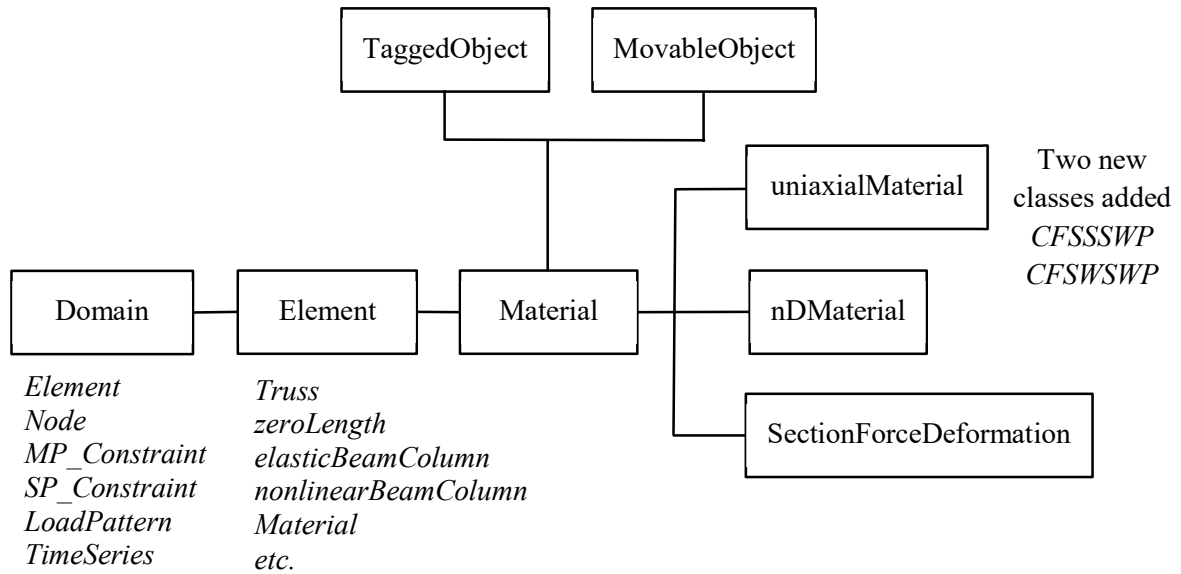 TaggedObject
MovableObject
uniaxialMaterial
Two new
classes added
CFSSSWP
CFSWSWP
Domain
Element
Material
nDMaterial
SectionForceDeformation
Element
Node
MP_Constraint
SP_Constraint
LoadPattern
TimeSeries
Truss
zeroLength
elasticBeamColumn
nonlinearBeamColumn
Material
etc.